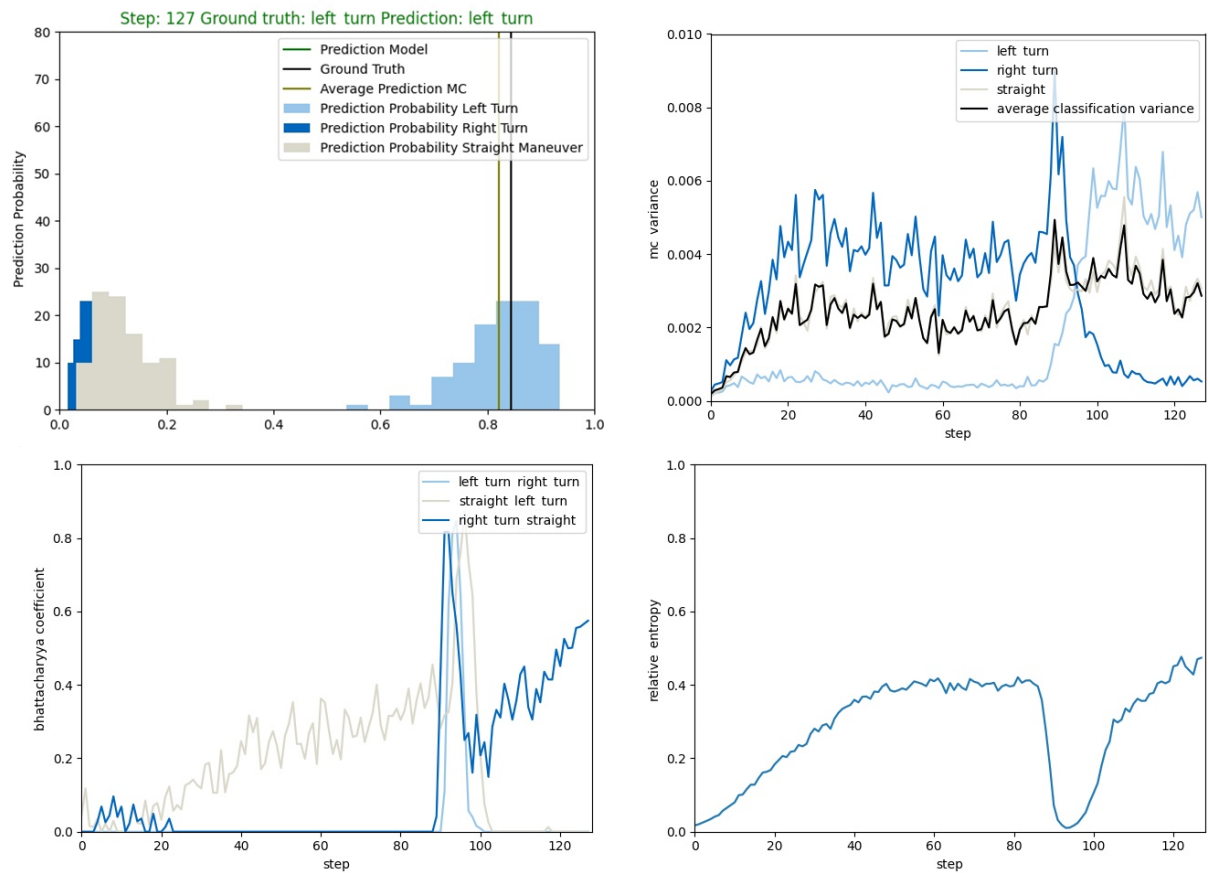 Step: 127 Ground truth: left turn Prediction: left turn
Prediction Probability
80
70
60
50
40
30
20
10
0
0.0 0.2 0.4 0.6 0.8 1.0
Prediction Model
Ground Truth
Average Prediction MC
Prediction Probability Left Turn
Prediction Probability Right Turn
Prediction Probability Straight Maneuver
mc variance
0.010
0.008
0.006
0.004
0.002
0.000
0 20 40 60 80 100 120
step
left turn
right turn
straight
average classification variance
bhattacharyya coefficient
1.0
0.8
0.6
0.4
0.2
0.0
0 20 40 60 80 100 120
step
left turn right turn
straight left turn
right turn straight
relative entropy
1.0
0.8
0.6
0.4
0.2
0.0
0 20 40 60 80 100 120
step